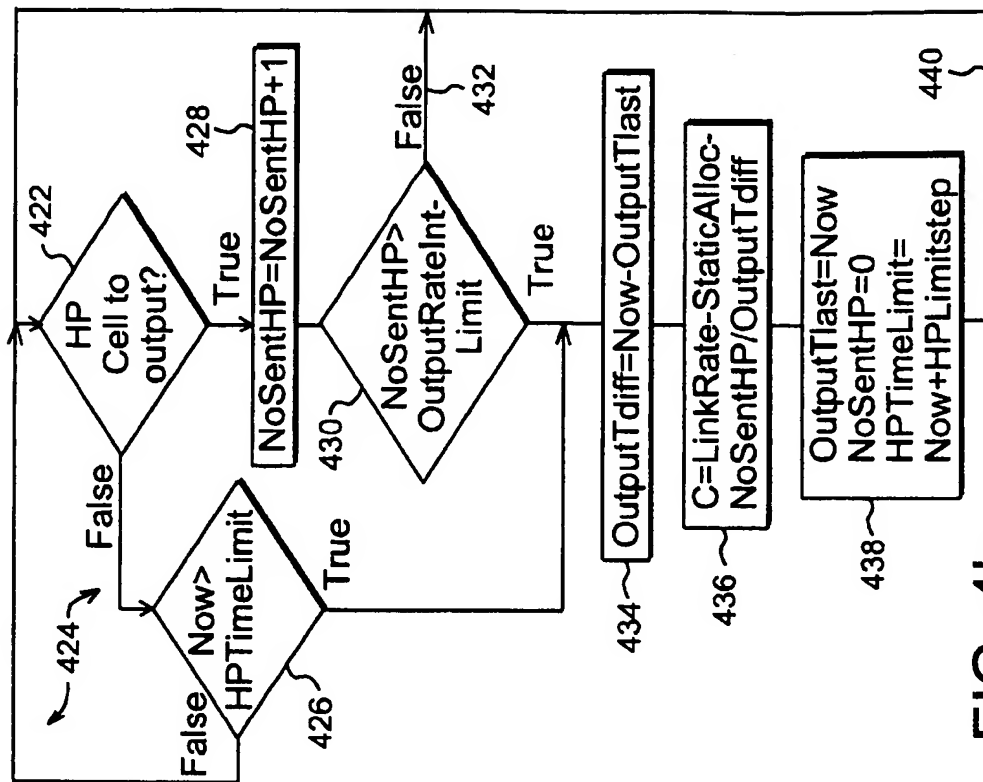 422
HP
Cell to
output?
True
False
424
Now>
HPTimeLimit
False
True
426
428
NoSentHP=NoSentHP+1
NoSentHP>
OutputRateInt-
Limit
430
False
432
True
OutputTdiff=Now-OutputTlast
434
C=LinkRate-StaticAlloc-
NoSentHP/OutputTdiff
436
OutputTlast=Now
NoSentHP=0
HPTimeLimit=
Now+HPLimitstep
438
440